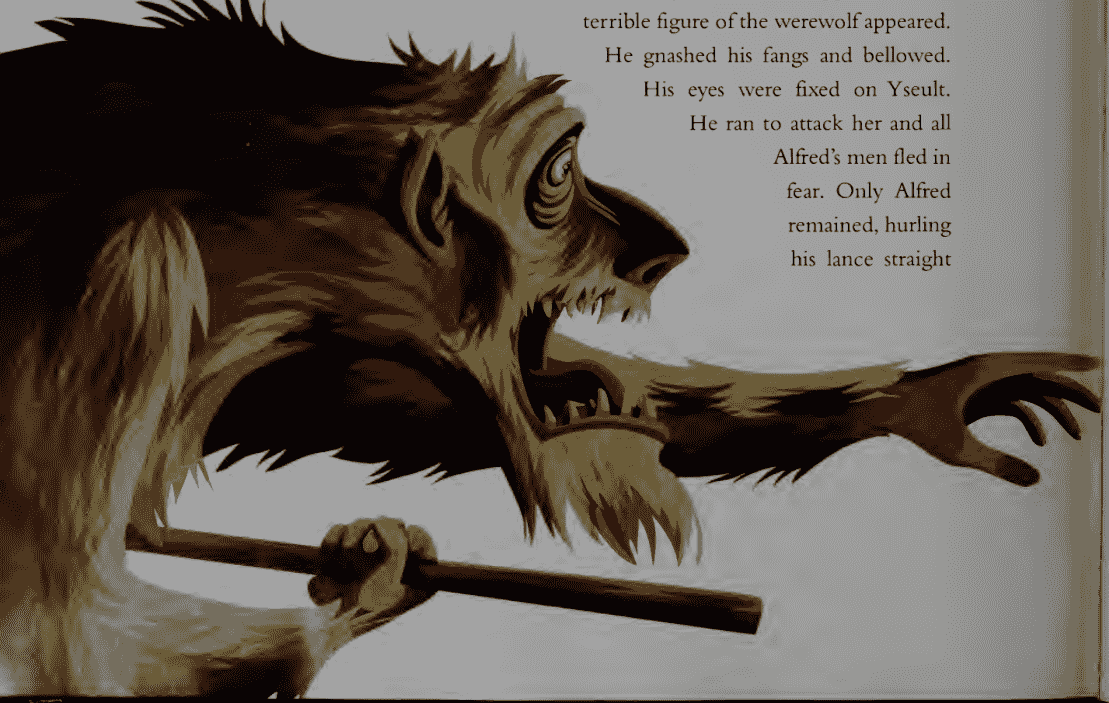 terrible figure of the werewolf appeared.
He gnashed his fangs and bellowed.
His eyes were fixed on Yseult.
He ran to attack her and all
Alfred's men fled in
fear. Only Alfred
remained, hurling
his lance straight